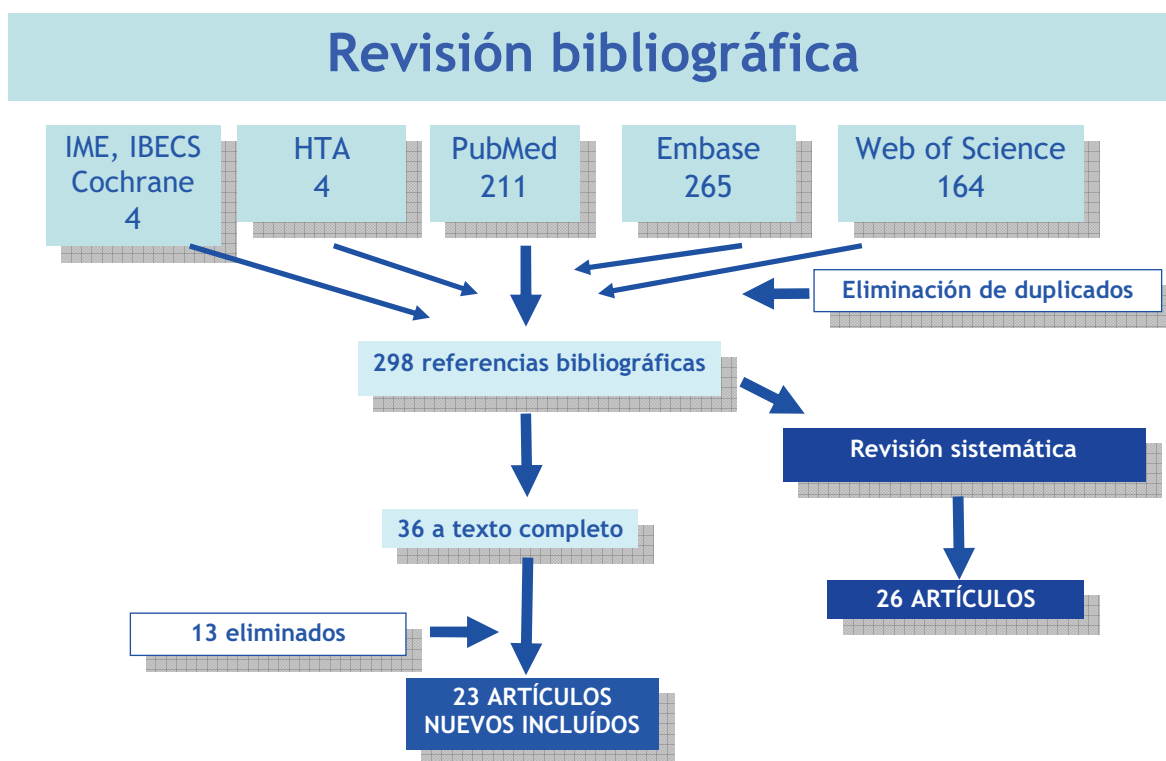 Revisión bibliográfica
IME, IBECS
Cochrane
4
HTA
4
PubMed
211
Embase
265
Web of Science
164
Eliminación de duplicados
298 referencias bibliográficas
Revisión sistemática
36 a texto completo
26 ARTÍCULOS
13 eliminados
23 ARTÍCULOS
NUEVOS INCLUÍDOS